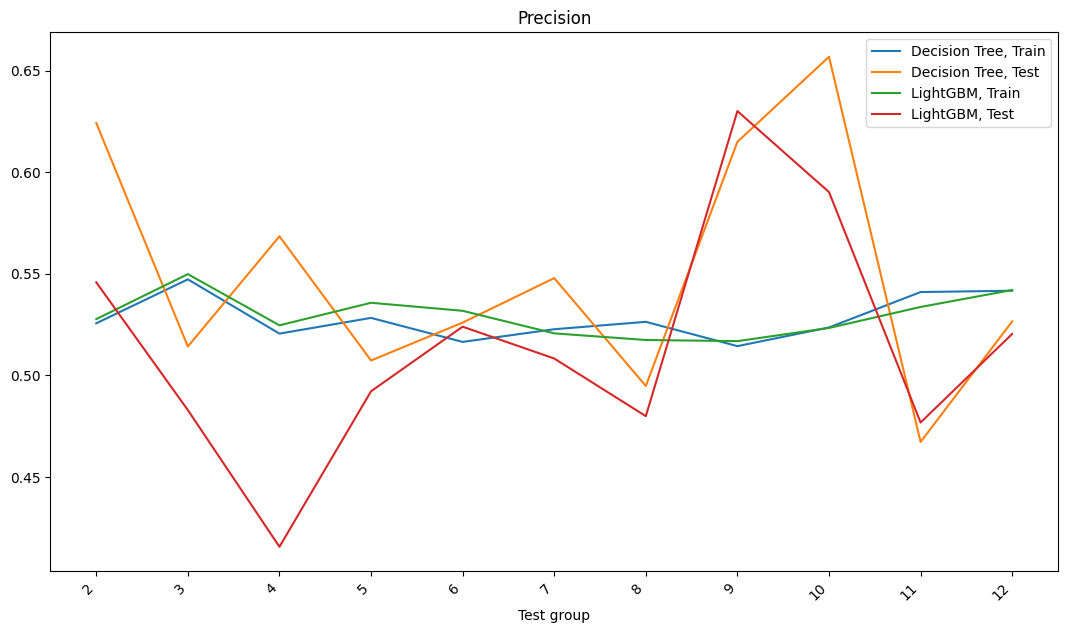 Precision
Decision Tree, Train
Decision Tree, Test
LightGBM, Train
LightGBM, Test
0.65
0.60
0.55
0.50
0.45
2
3
4
5
6
7
8
9
10
11
12
Test group